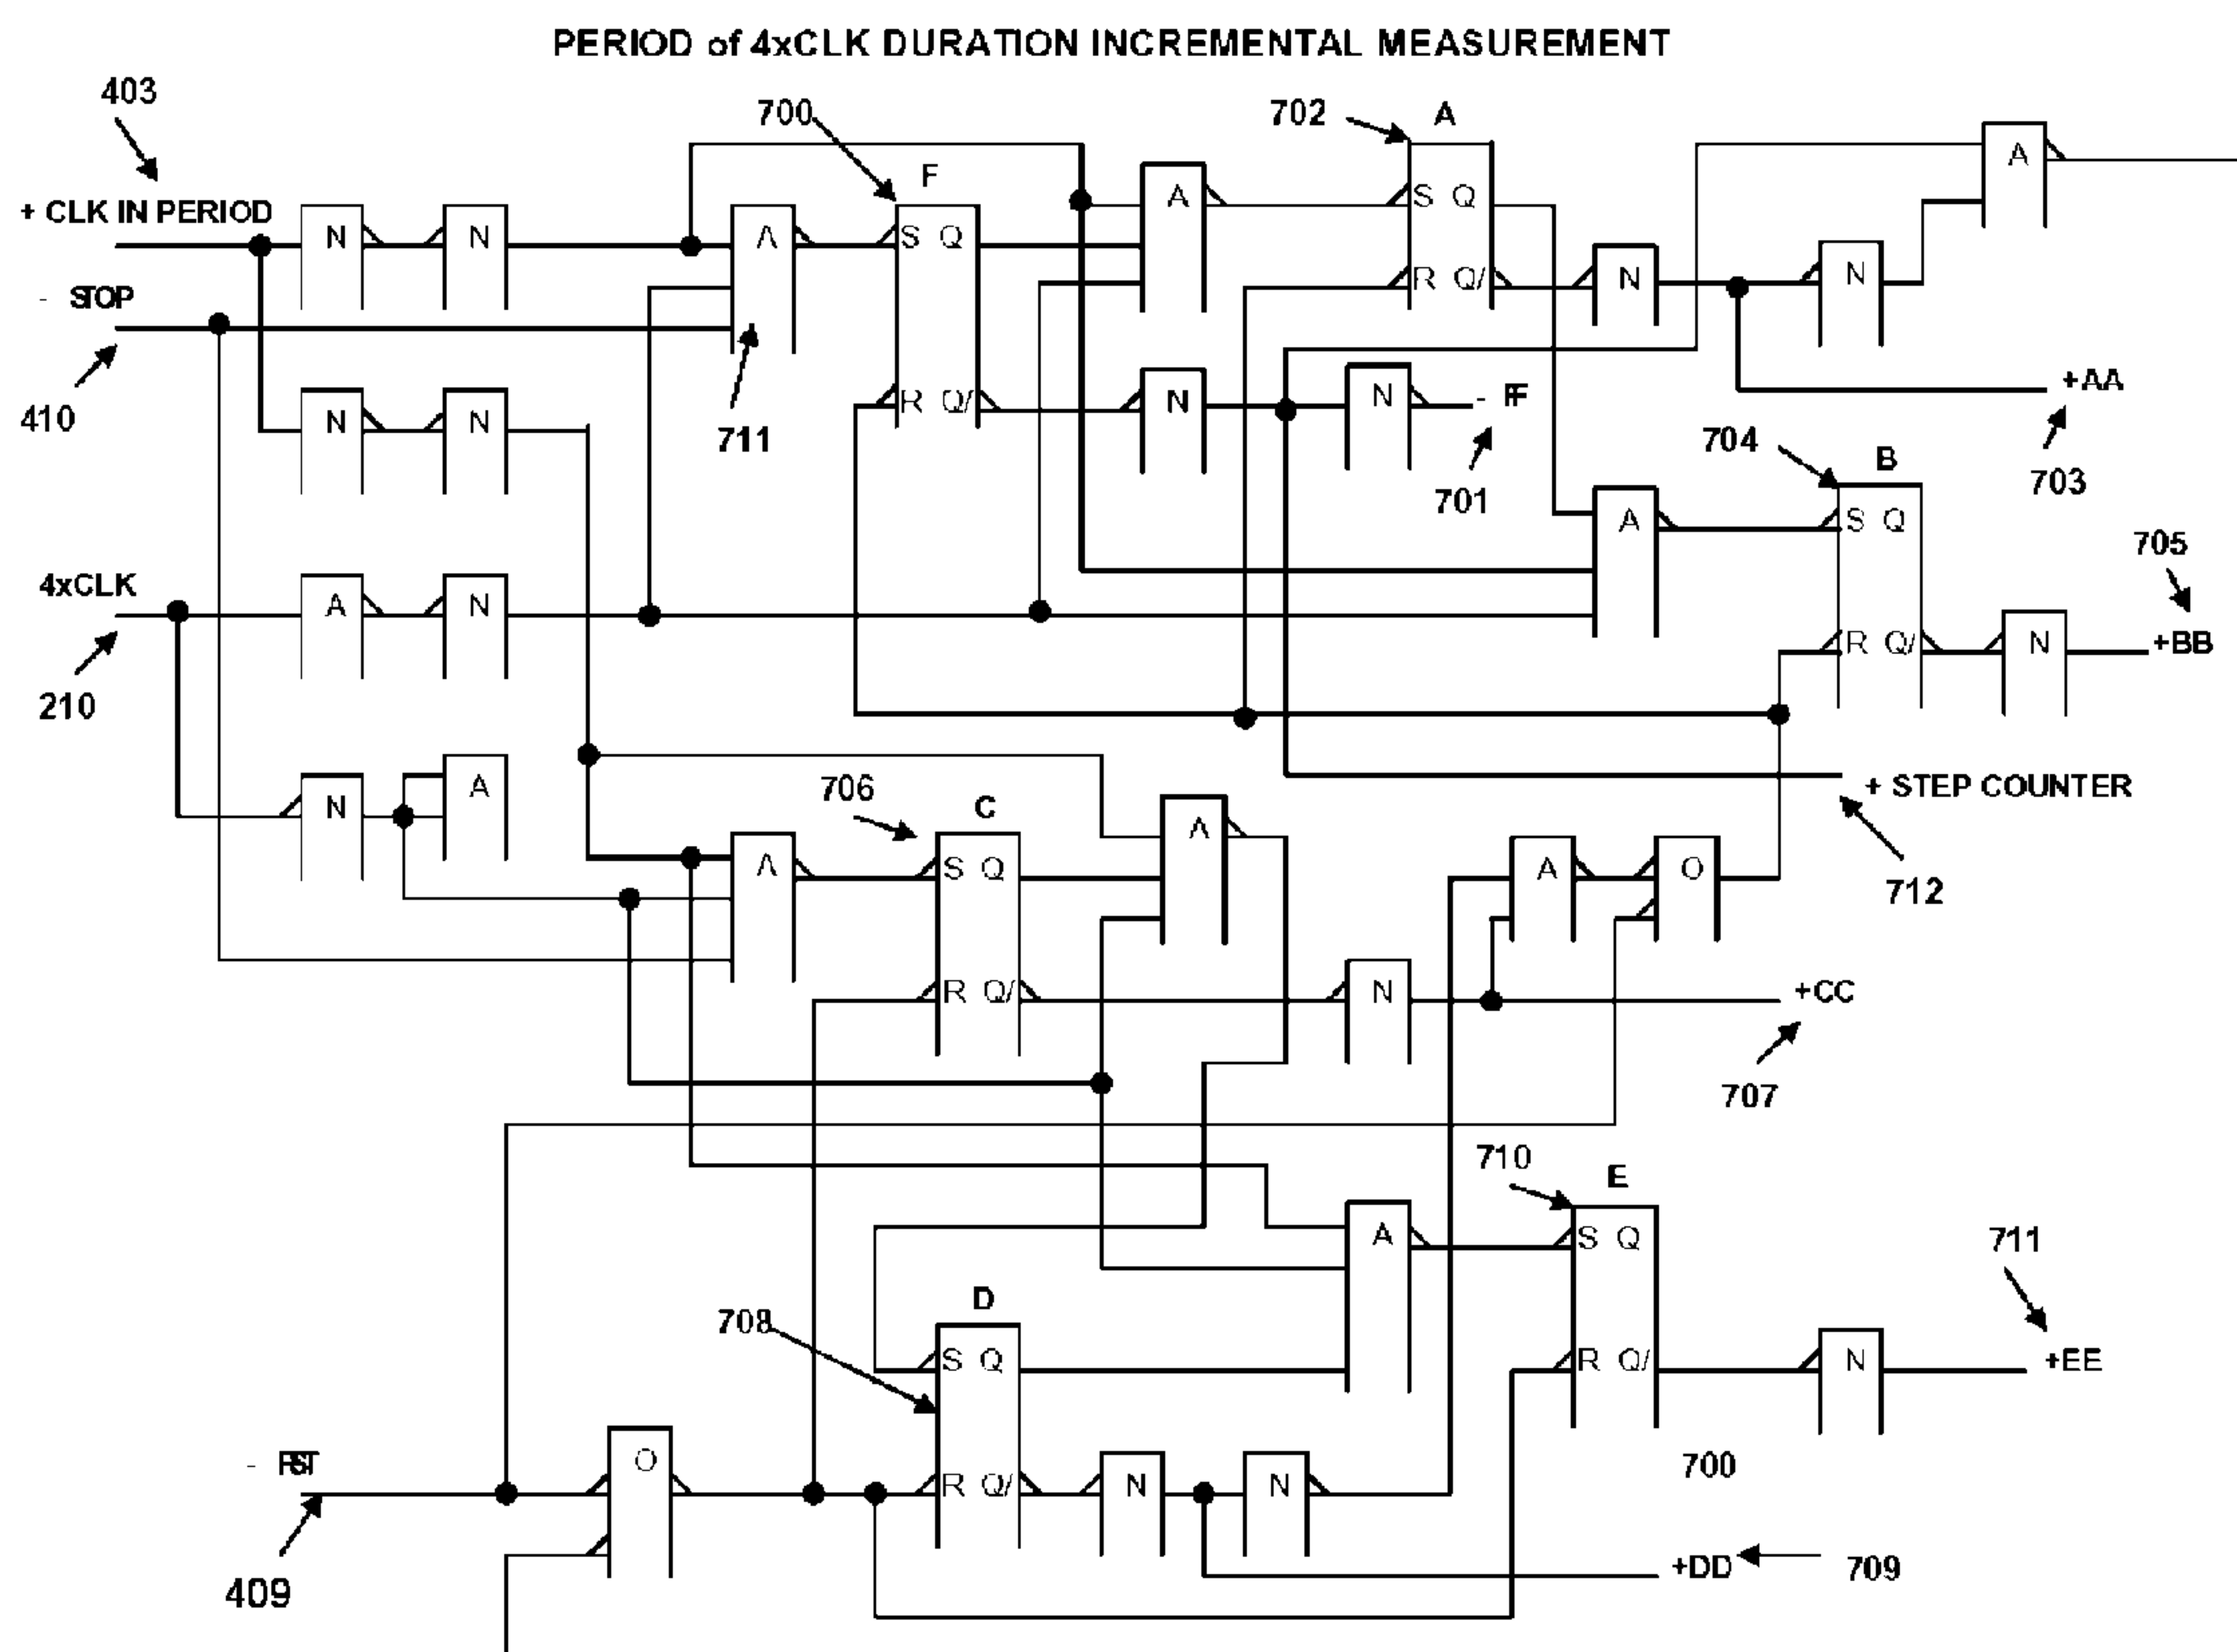 PERIOD of 4xCLK DURATION INCREMENTAL MEASUREMENT
403
700
702 A
A
F
+ CLK IN PERIOD
N N A S Q A S Q
- STOP
R Q/ N N
410
711
N N R Q/ N N - FF
+AA
701
703
704 B
A S Q
705
4xCLK
A N
R Q/ N +BB
210
N A
706 C
+ STEP COUNTER
712
A S Q A A O
R Q/ N +CC
707
710 E
A S Q
711
D
708
S Q R Q/ N +EE
- RST
O
R Q/ N N
700
409
+DD 709